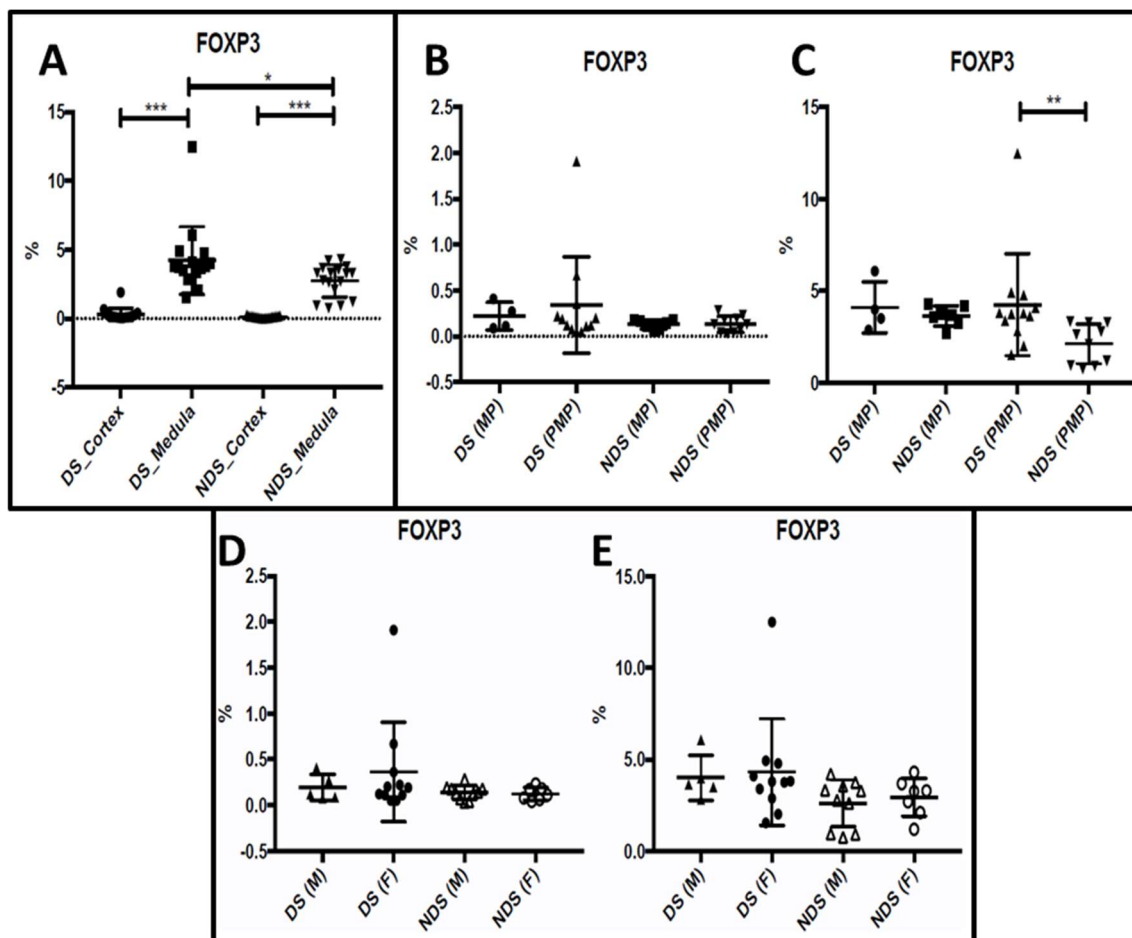 A
FOXP3
*
***
***
15
10
5
0
-5
%
DS_Cortex
DS_Medula
NDS_Cortex
NDS_Medula
B
FOXP3
2.5
2.0
1.5
1.0
0.5
0.0
-0.5
%
DS (MP)
DS (PMP)
NDS (MP)
NDS (PMP)
C
FOXP3
**
15
10
5
0
%
DS (MP)
NDS (MP)
DS (PMP)
NDS (PMP)
D
FOXP3
2.5
2.0
1.5
1.0
0.5
0.0
-0.5
%
DS (M)
DS (F)
NDS (M)
NDS (F)
E
FOXP3
15.0
10.0
5.0
0.0
%
DS (M)
DS (F)
NDS (M)
NDS (F)